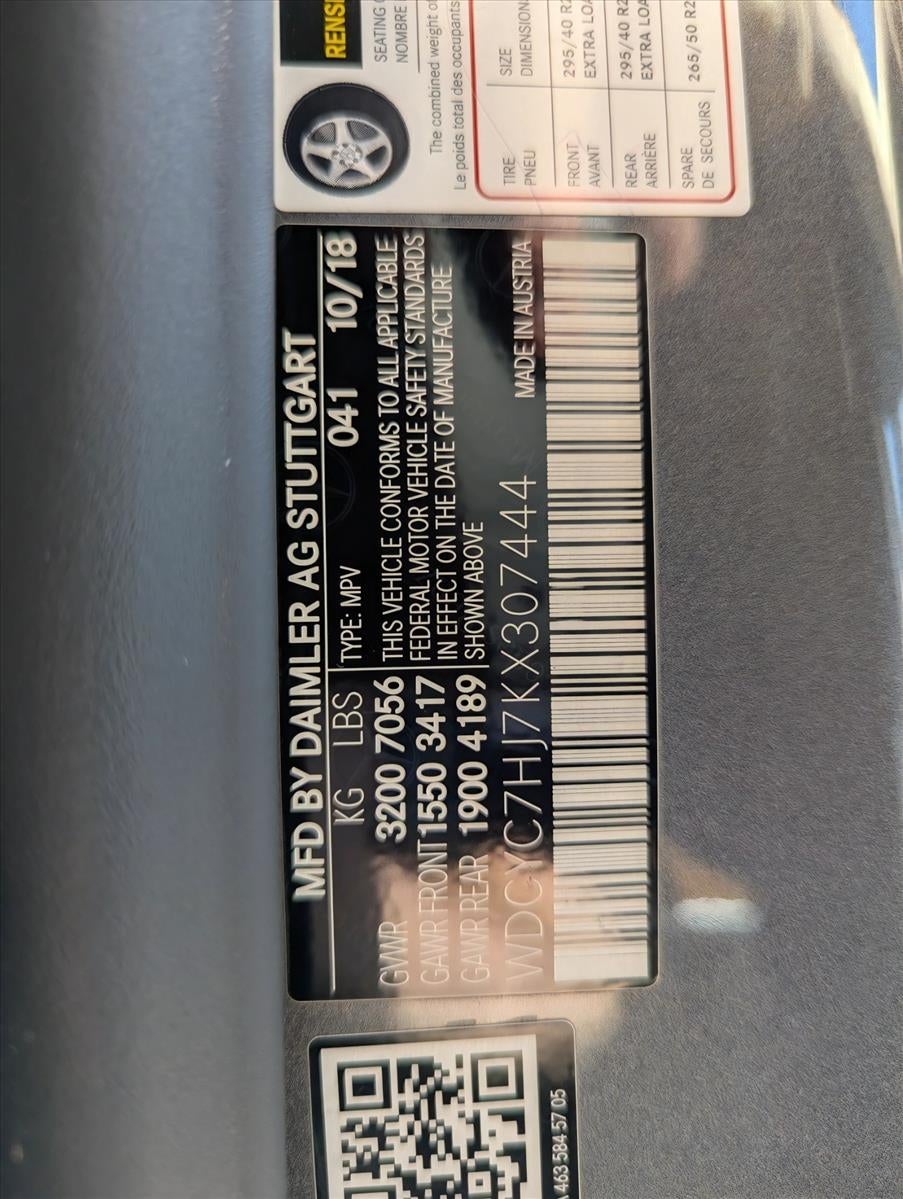 MFD BY DAIMLER AG STUTTGART
KG LBS TYPE: MPV 041 10/18
GVWR 3200 7056
GAWR FRONT 1550 3417
GAWR REAR 1900 4189
THIS VEHICLE CONFORMS TO ALL APPLICABLE
FEDERAL MOTOR VEHICLE SAFETY STANDARDS
IN EFFECT ON THE DATE OF MANUFACTURE
SHOWN ABOVE
MADE IN AUSTRIA
WDCYC7HJ7KX307444
A 463 584 57 05
SEATING
NOMBRE
The combined weight of
Le poids total des occupants
TIRE SIZE
PNEU DIMENSION
FRONT 295/40 R2
AVANT EXTRA LOA
REAR 295/40 R2
ARRIÈRE EXTRA LOA
SPARE 265/50 R2
DE SECOURS